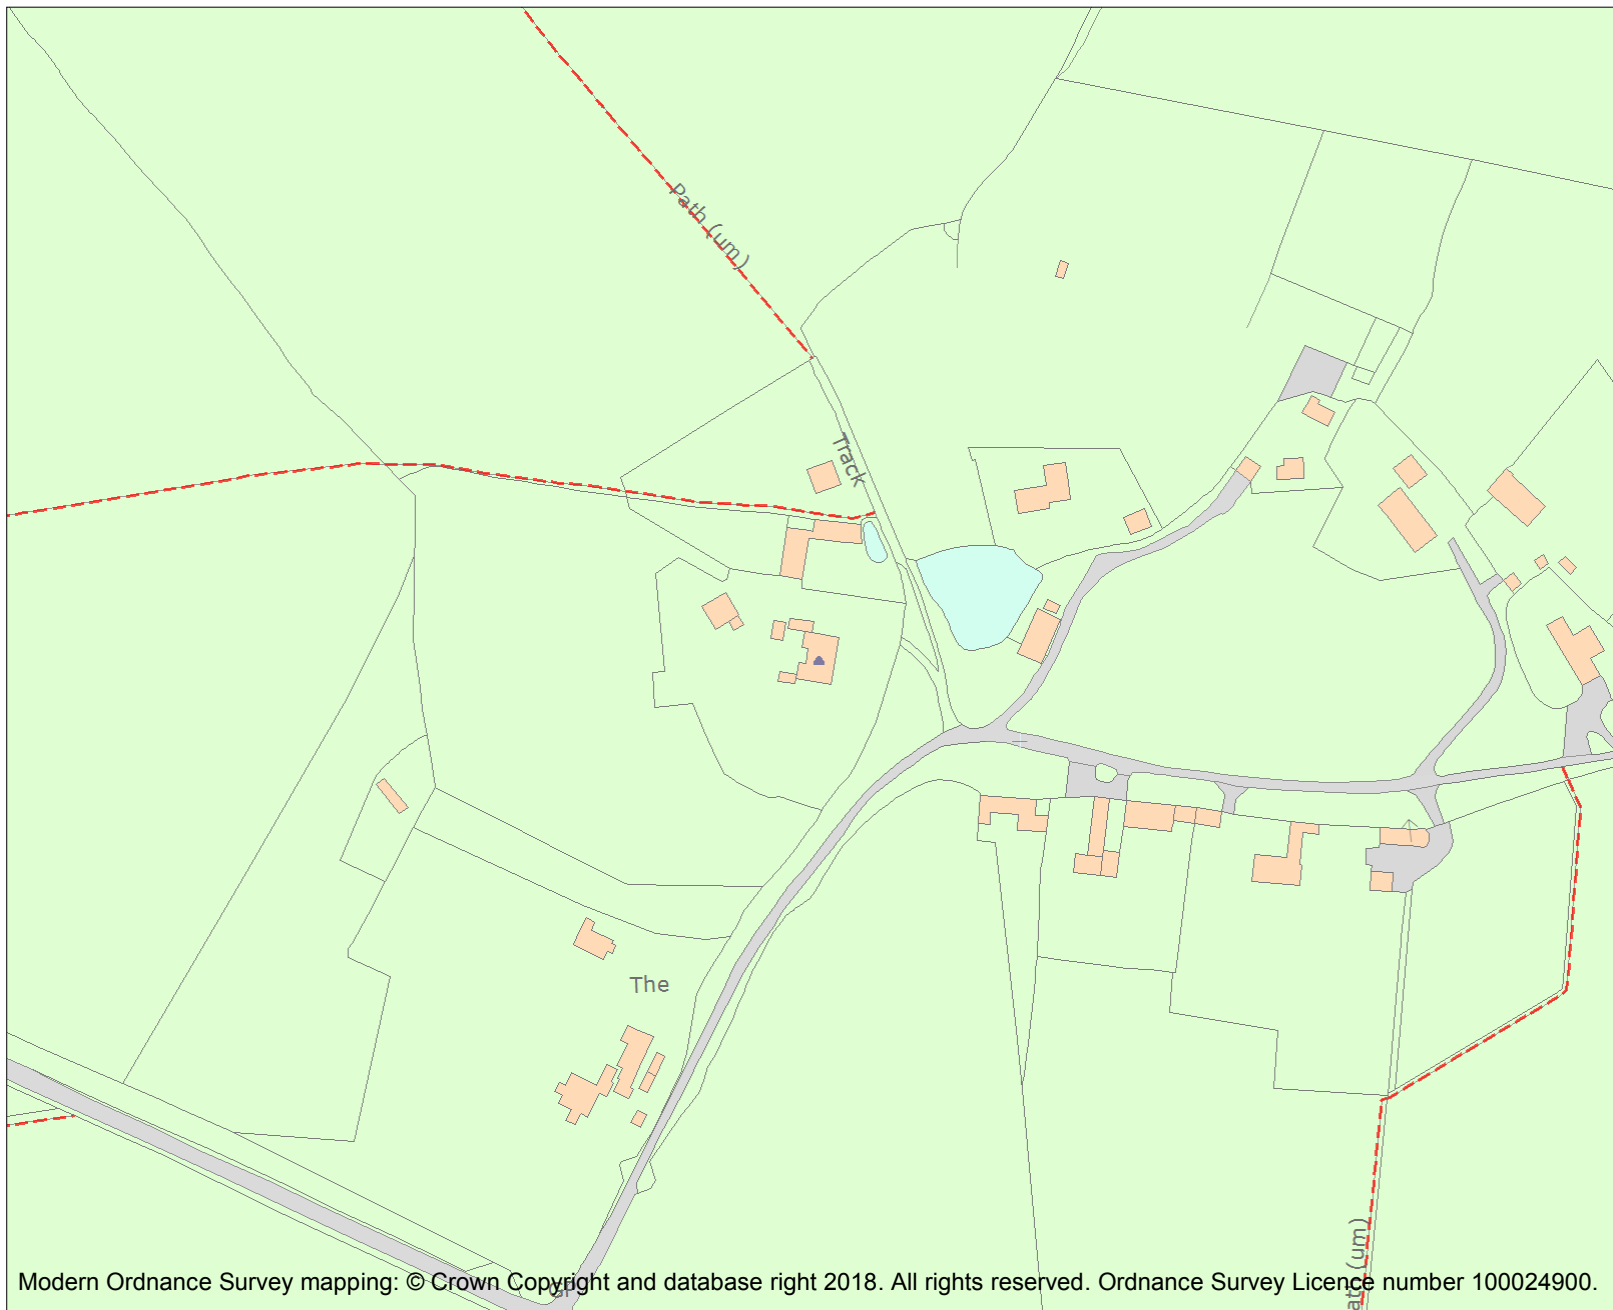 Path (um)
Track
The
GP
Modern Ordnance Survey mapping: © Crown Copyright and database right 2018. All rights reserved. Ordnance Survey Licence number 100024900.